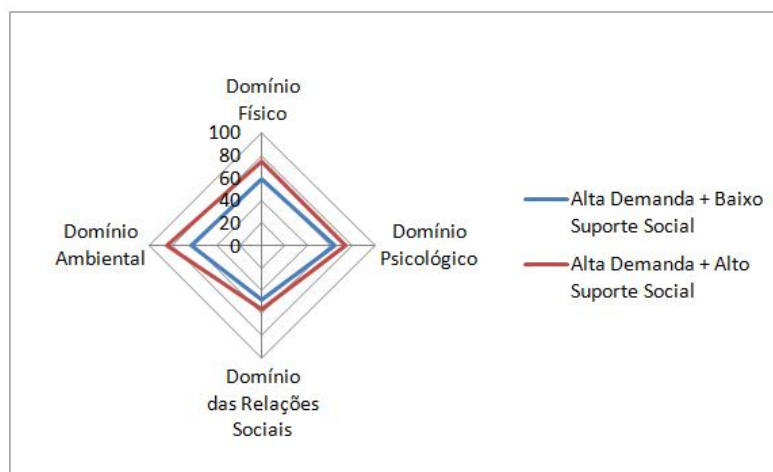 Domínio
Físico
100
80
60
40
20
0
Domínio
Ambiental
Domínio
Psicológico
Domínio
das Relações
Sociais
Alta Demanda + Baixo
Suporte Social
Alta Demanda + Alto
Suporte Social